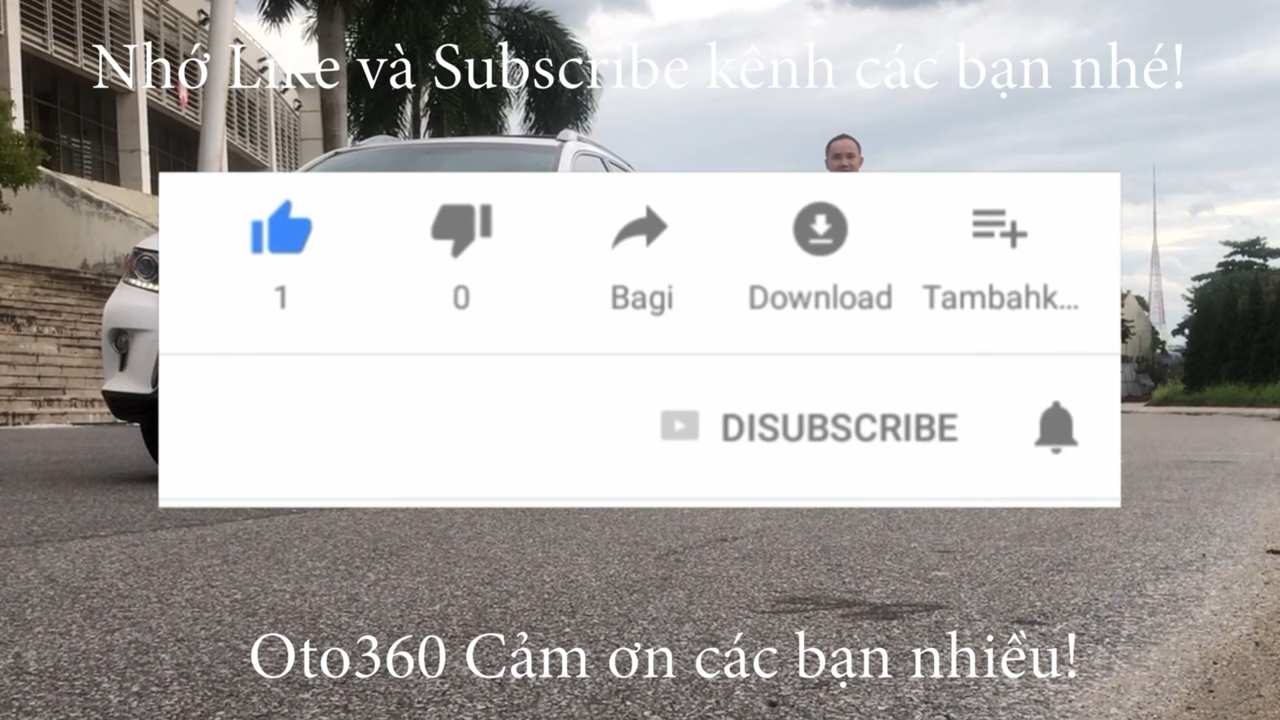 Nhớ Like và Subscribe kênh các bạn nhé!
1 0 Bagi Download Tambahk...
DISUBSCRIBE
Oto360 Cảm ơn các bạn nhiều!